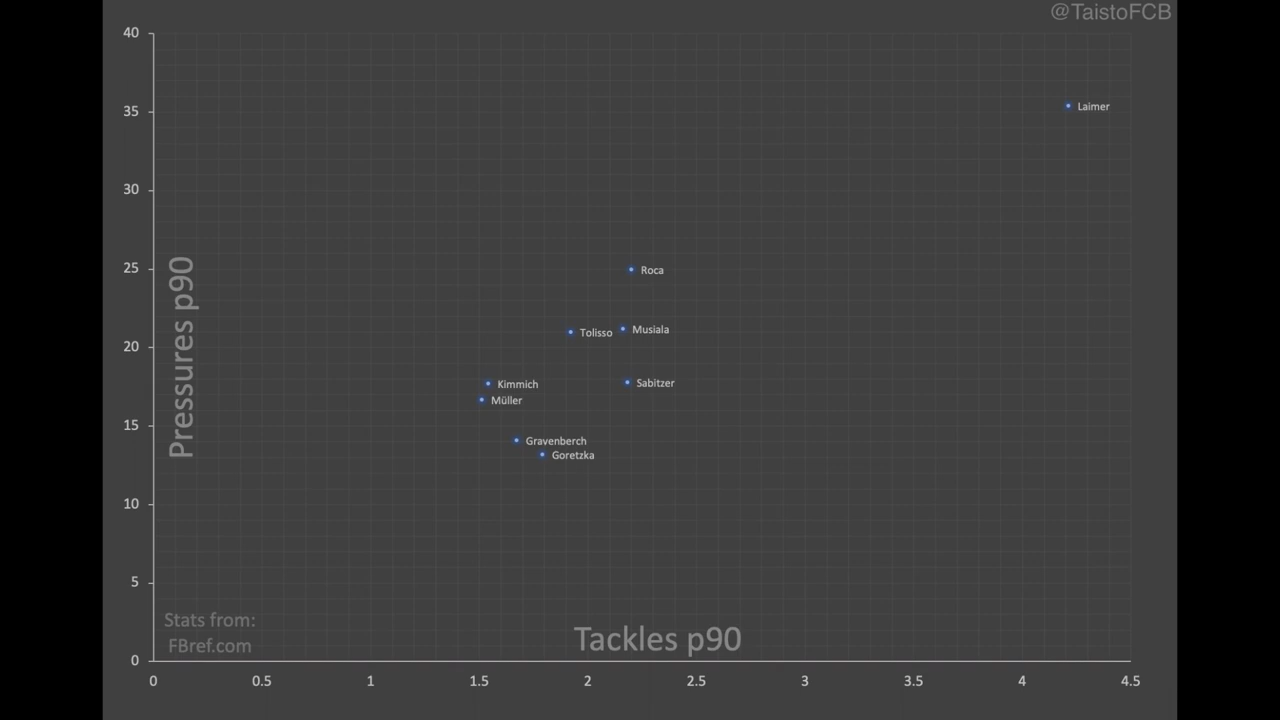 @TaistoFCB
40
35
30
25
20
15
10
5
0
Pressures p90
Laimer
Roca
Musiala
Tolisso
Sabitzer
Kimmich
Müller
Gravenberch
Goretzka
Stats from:
FBref.com
Tackles p90
0 0.5 1 1.5 2 2.5 3 3.5 4 4.5